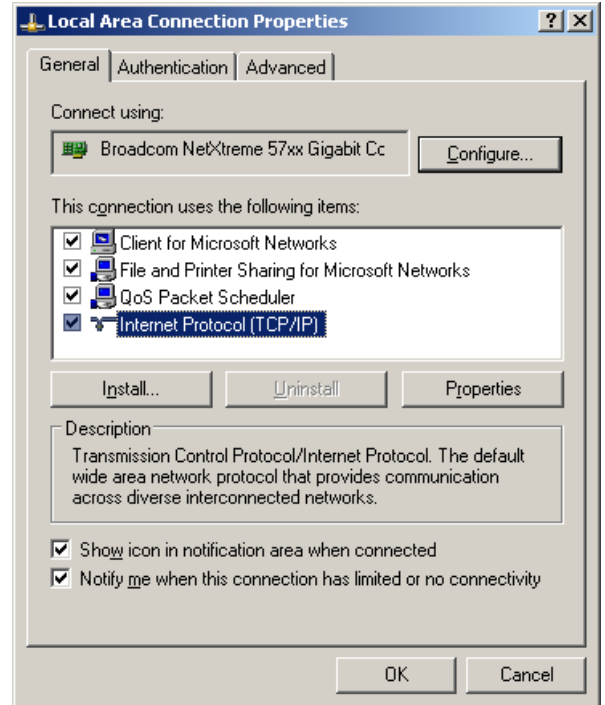 Local Area Connection Properties
General Authentication Advanced
Connect using:
Broadcom NetXtreme 57xx Gigabit Cc Configure...
This connection uses the following items:
Client for Microsoft Networks
File and Printer Sharing for Microsoft Networks
QoS Packet Scheduler
Internet Protocol (TCP/IP)
Install... Uninstall Properties
Description
Transmission Control Protocol/Internet Protocol. The default
wide area network protocol that provides communication
across diverse interconnected networks.
Show icon in notification area when connected
Notify me when this connection has limited or no connectivity
OK Cancel